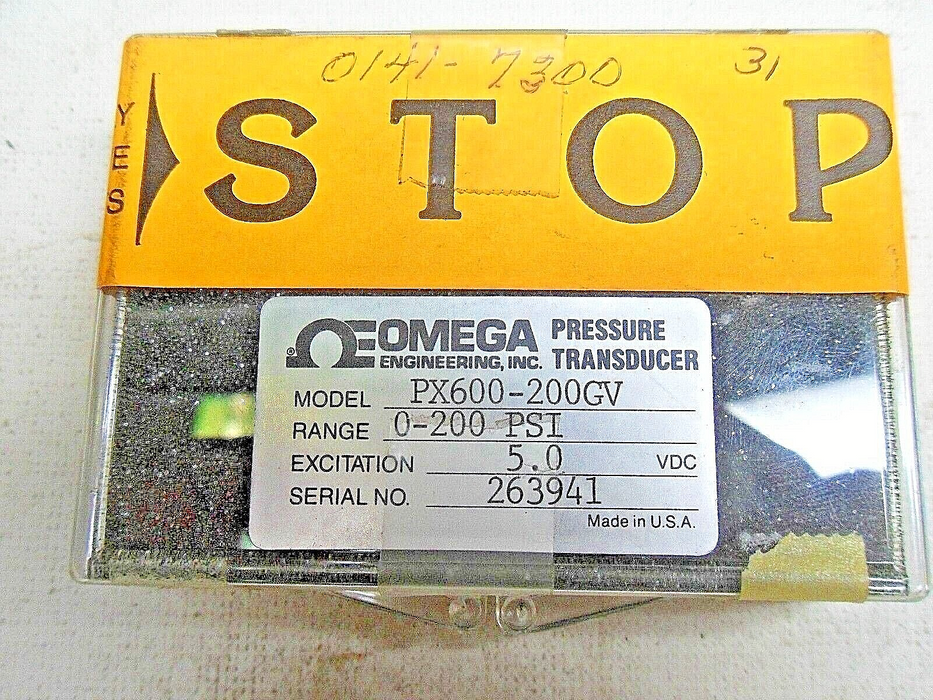 0141-7300 31
YES
STOP
® ΩE OMEGA PRESSURE
ENGINEERING, INC. TRANSDUCER
MODEL PX600-200GV
RANGE 0-200 PSI
EXCITATION 5.0 VDC
SERIAL NO. 263941
Made in U.S.A.